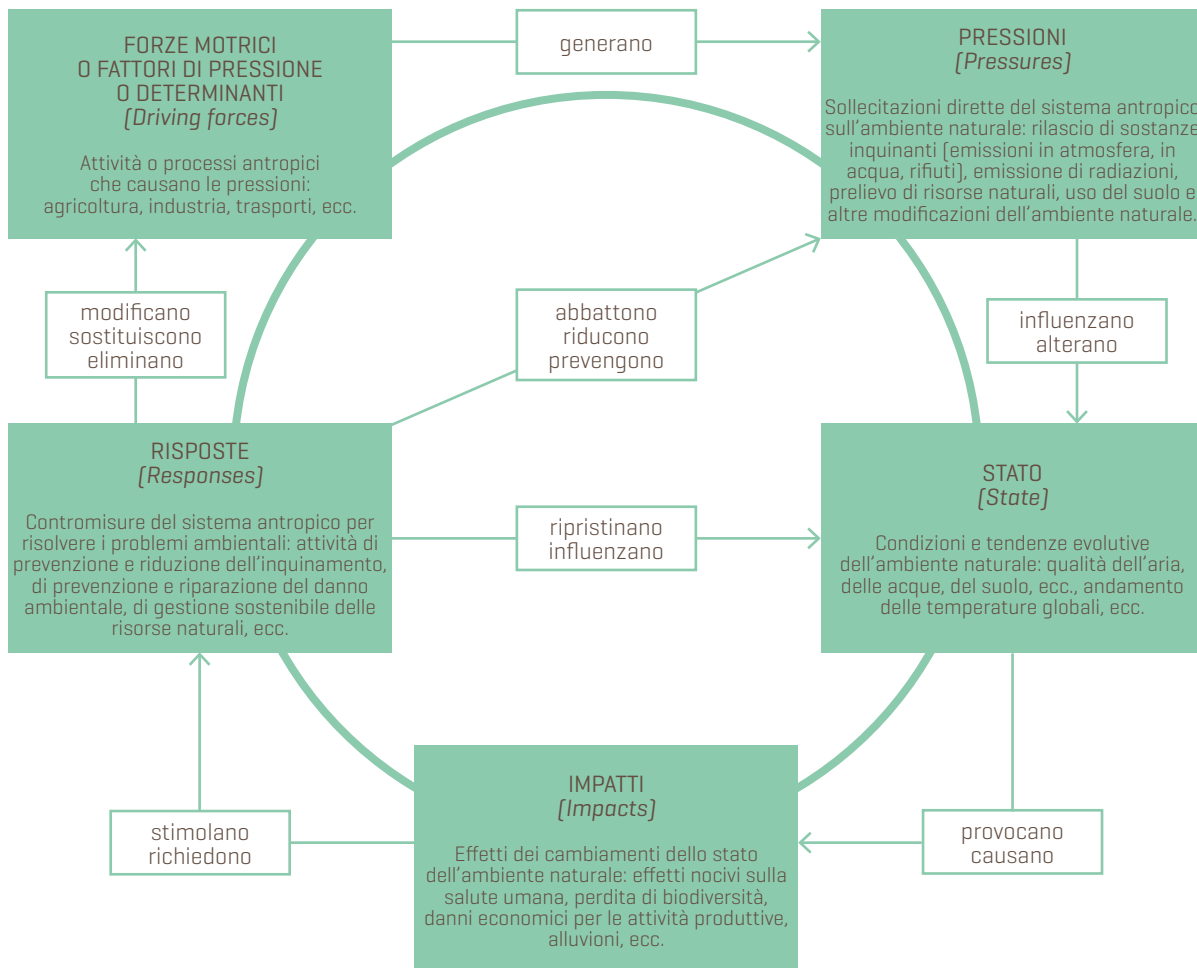 FORZE MOTRICI
O FATTORI DI PRESSIONE
O DETERMINANTI
(Driving forces)
Attività o processi antropici
che causano le pressioni:
agricoltura, industria, trasporti, ecc.
generano
PRESSIONI
(Pressures)
Sollecitazioni dirette del sistema antropico
sull’ambiente naturale: rilascio di sostanze
inquinanti (emissioni in atmosfera, in
acqua, rifiuti), emissione di radiazioni,
prelievo di risorse naturali, uso del suolo e
altre modificazioni dell’ambiente naturale.
modificano
sostituiscono
eliminano
abbattono
riducono
prevengono
influenzano
alterano
RISPOSTE
(Responses)
Contromisure del sistema antropico per
risolvere i problemi ambientali: attività di
prevenzione e riduzione dell’inquinamento,
di prevenzione e riparazione del danno
ambientale, di gestione sostenibile delle
risorse naturali, ecc.
ripristinano
influenzano
STATO
(State)
Condizioni e tendenze evolutive
dell’ambiente naturale: qualità dell’aria,
delle acque, del suolo, ecc., andamento
delle temperature globali, ecc.
stimolano
richiedono
IMPATTI
(Impacts)
Effetti dei cambiamenti dello stato
dell’ambiente naturale: effetti nocivi sulla
salute umana, perdita di biodiversità,
danni economici per le attività produttive,
alluvioni, ecc.
provocano
causano